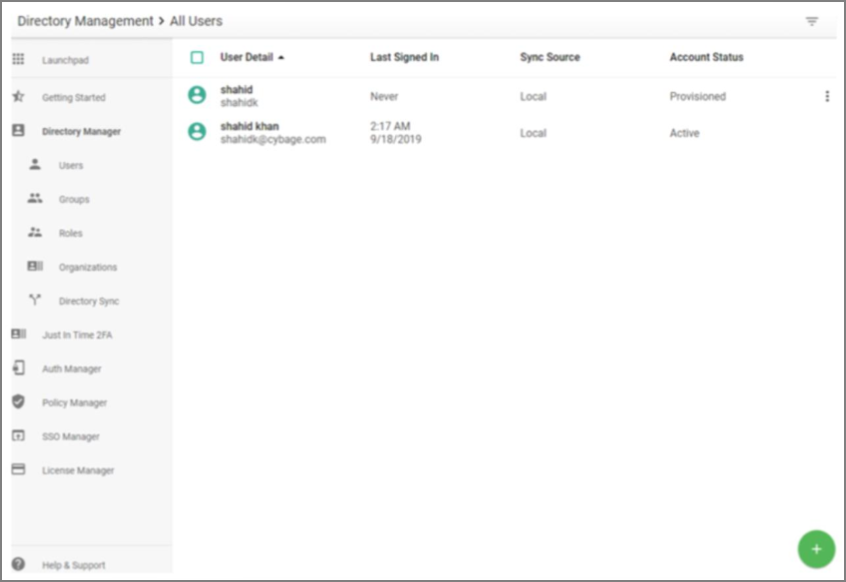 Directory Management > All Users
Launchpad
Getting Started
Directory Manager
Users
Groups
Roles
Organizations
Directory Sync
Just In Time 2FA
Auth Manager
Policy Manager
SSO Manager
License Manager
Help & Support
User Detail Last Signed In Sync Source Account Status
shahid
shahidk Never Local Provisioned
shahid khan 2:17 AM
shahidk@cybage.com 9/18/2019 Local Active